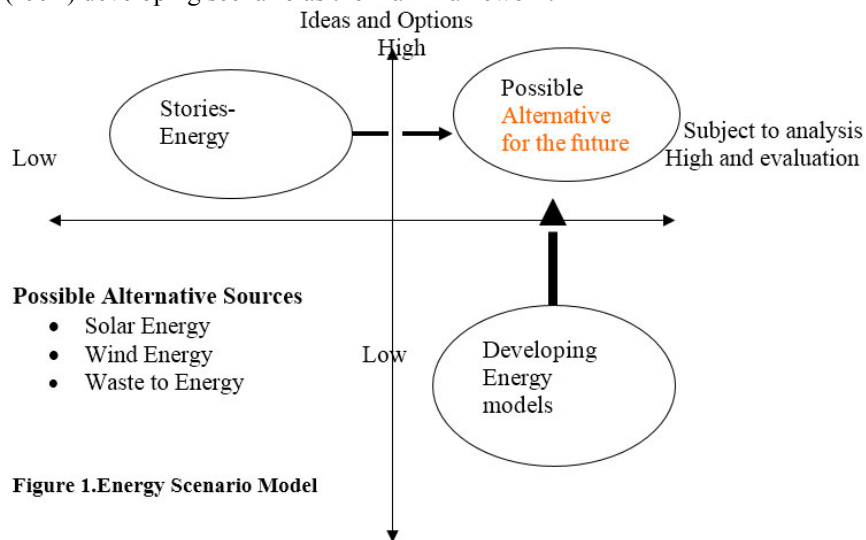 Ideas and Options
High
Stories-
Energy
Possible
Alternative
for the future
Subject to analysis
High and evaluation
Low
Possible Alternative Sources
• Solar Energy
• Wind Energy
• Waste to Energy
Low
Developing
Energy
models
Figure 1.Energy Scenario Model